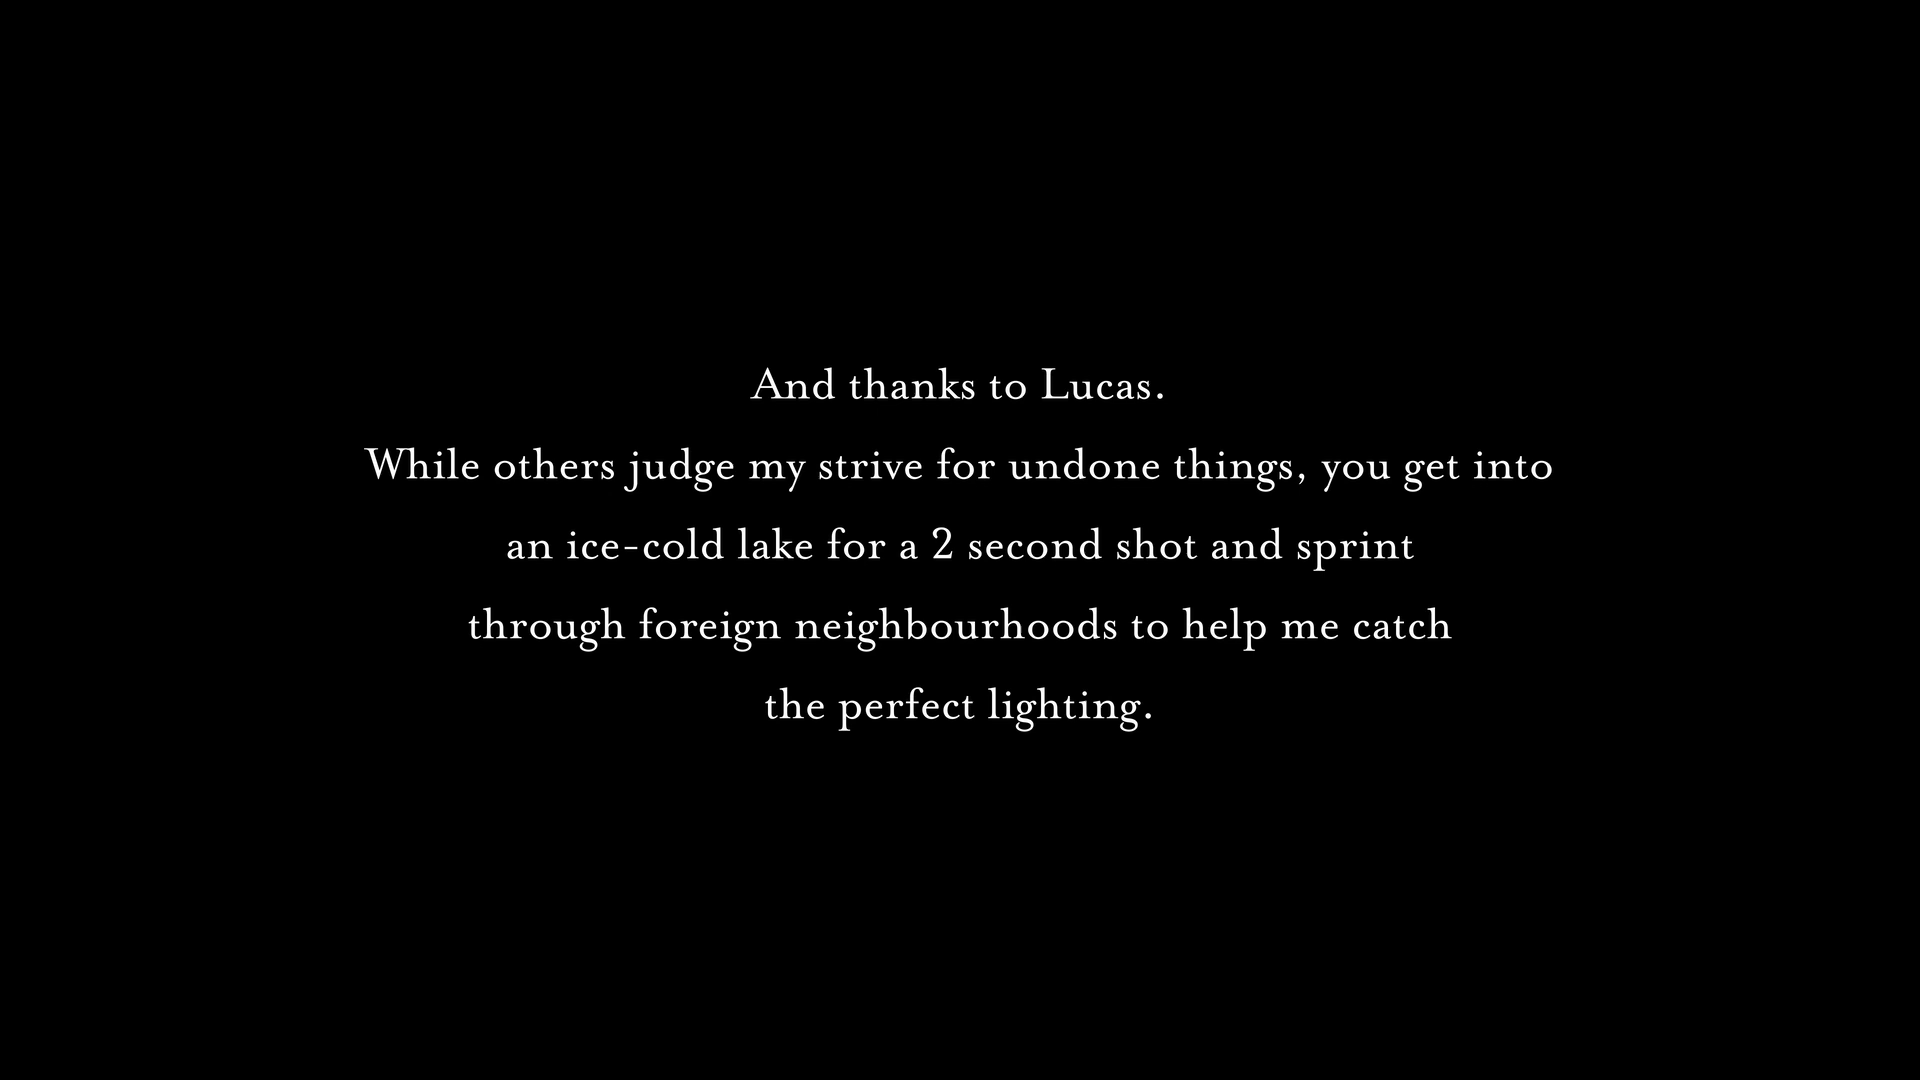 And thanks to Lucas.
While others judge my strive for undone things, you get into
an ice-cold lake for a 2 second shot and sprint
through foreign neighbourhoods to help me catch
the perfect lighting.